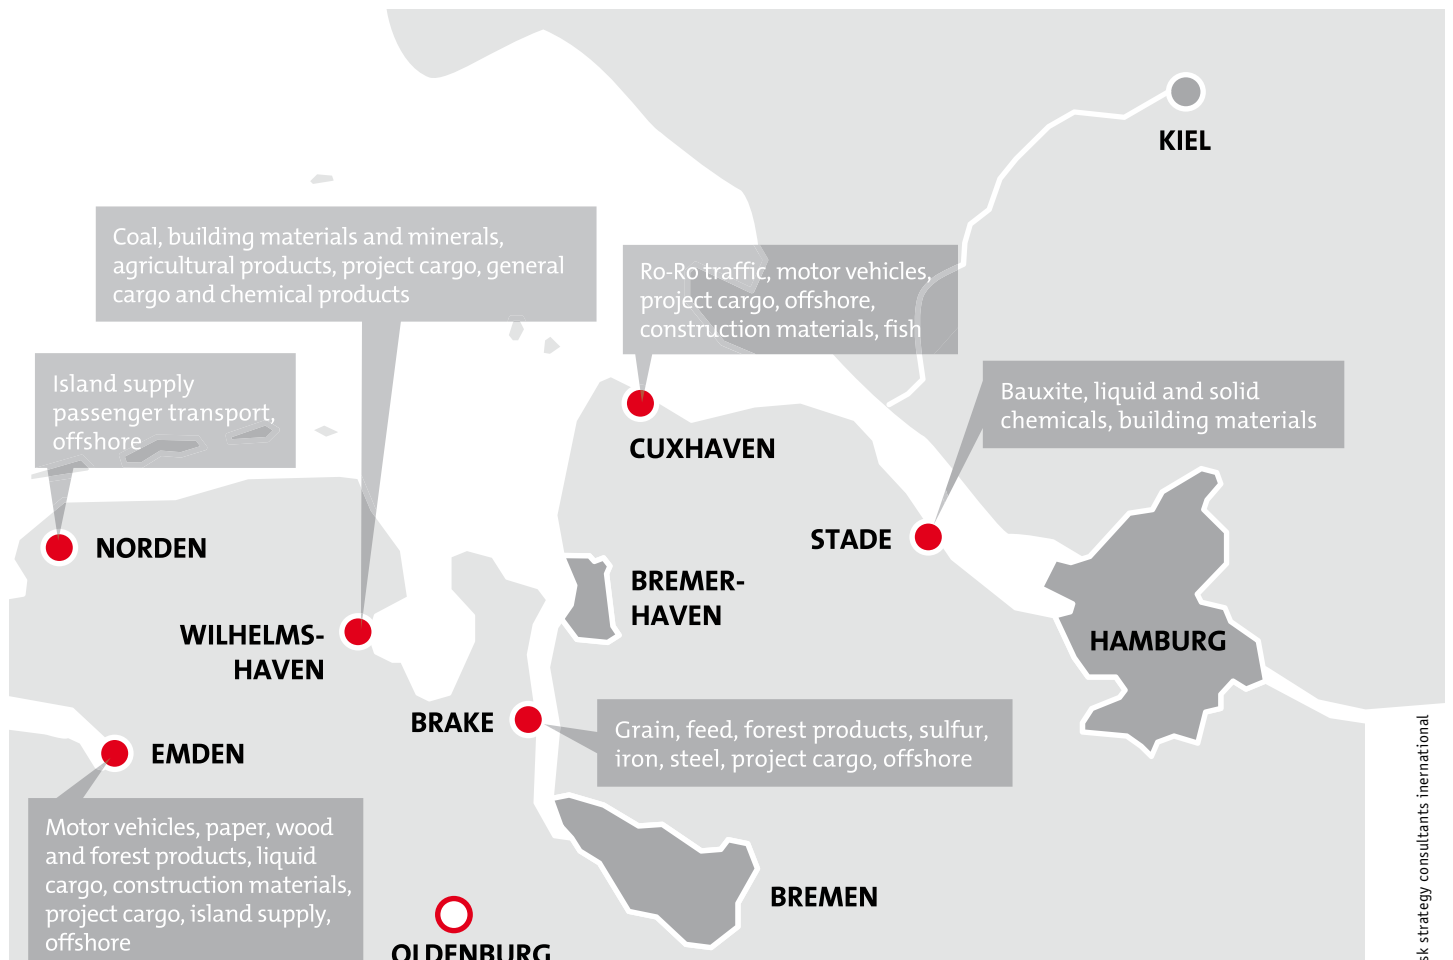 KIEL
Coal, building materials and minerals,
agricultural products, project cargo, general
cargo and chemical products
Ro-Ro traffic, motor vehicles,
project cargo, offshore,
construction materials, fish
Island supply
passenger transport,
offshore
Bauxite, liquid and solid
chemicals, building materials
CUXHAVEN
NORDEN
STADE
BREMER-
HAVEN
WILHELMS-
HAVEN
HAMBURG
BRAKE
Grain, feed, forest products, sulfur,
iron, steel, project cargo, offshore
EMDEN
Motor vehicles, paper, wood
and forest products, liquid
cargo, construction materials,
project cargo, island supply,
offshore
BREMEN
OLDENBURG
sk strategy consultants inernational